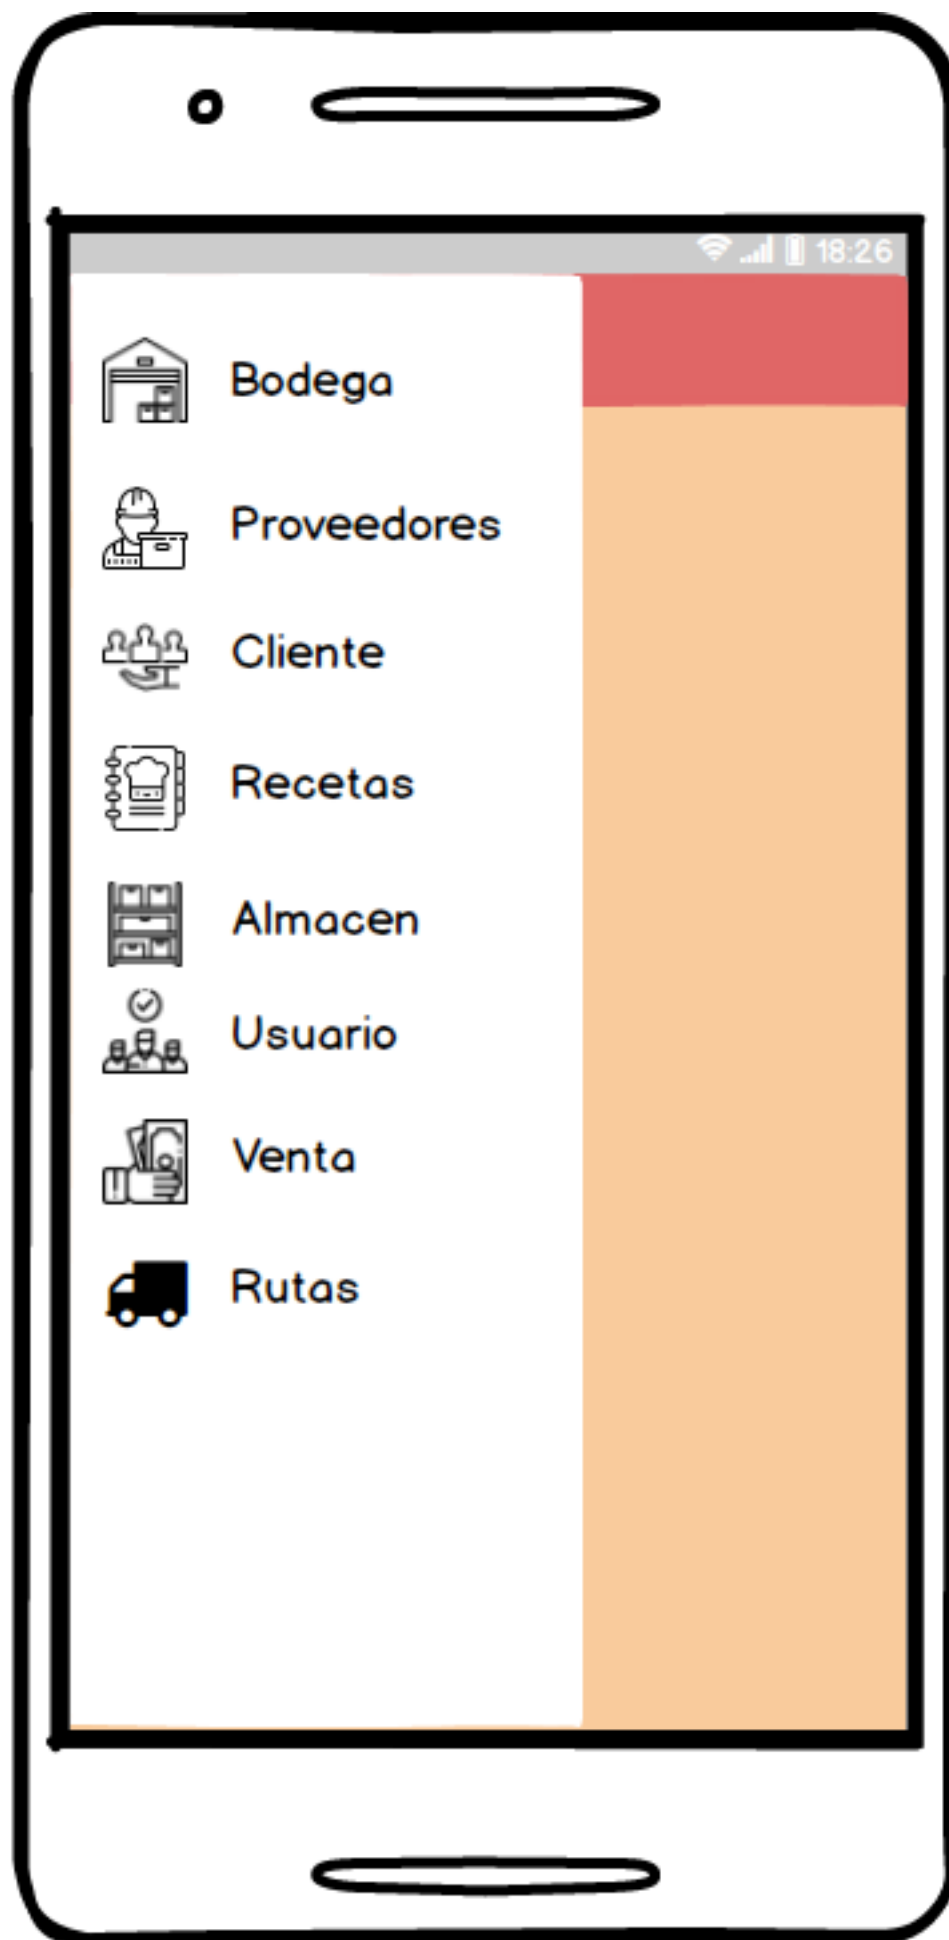 18:26
Bodega
Proveedores
Cliente
Recetas
Almacen
Usuario
Venta
Rutas